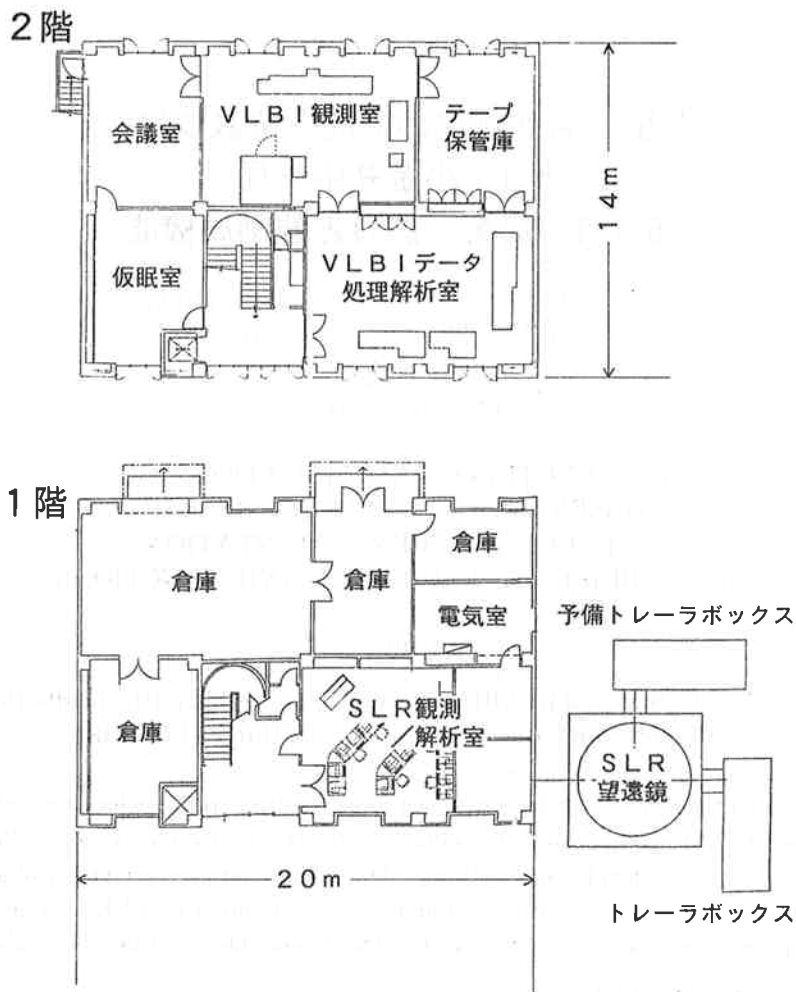 2階
会議室
VLBI観測室
テープ
保管庫
14m
仮眠室
VLBIデータ
処理解析室
1階
倉庫
倉庫
倉庫
電気室
予備トレーラボックス
倉庫
SLR観測
解析室
SLR
望遠鏡
20m
トレーラボックス